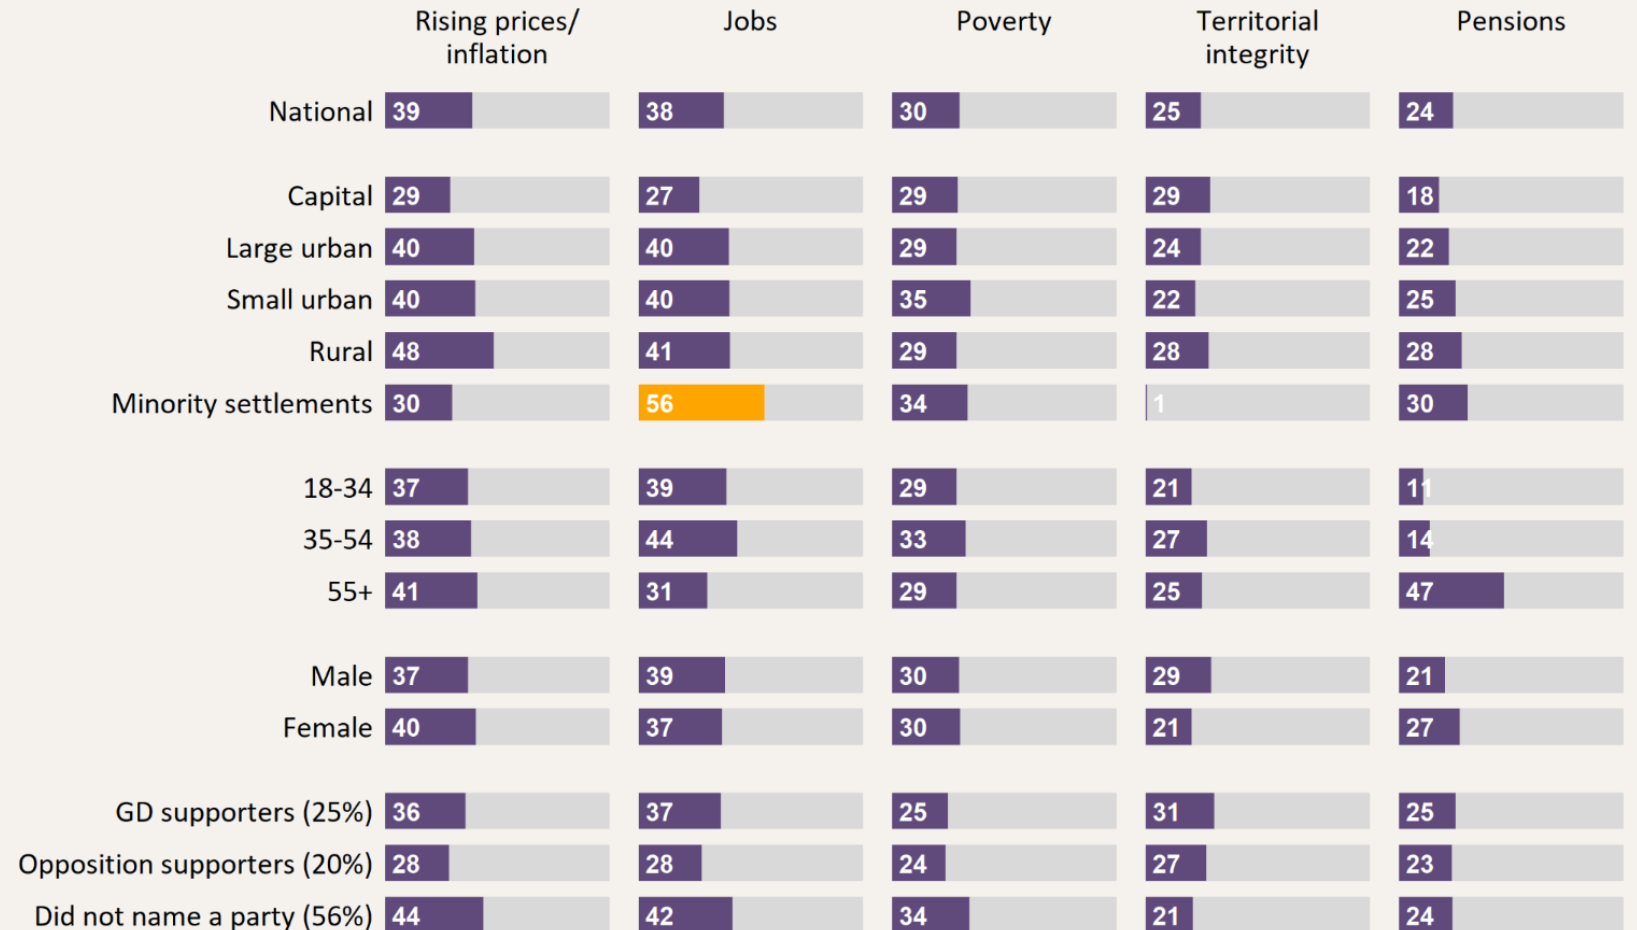 Rising prices/ Jobs Poverty Territorial Pensions
inflation integrity
National 39 38 30 25 24
Capital 29 27 29 29 18
Large urban 40 40 29 24 22
Small urban 40 40 35 22 25
Rural 48 41 29 28 28
Minority settlements 30 56 34 1 30
18-34 37 39 29 21 11
35-54 38 44 33 27 14
55+ 41 31 29 25 47
Male 37 39 30 29 21
Female 40 37 30 21 27
GD supporters (25%) 36 37 25 31 25
Opposition supporters (20%) 28 28 24 27 23
Did not name a party (56%) 44 42 34 21 24